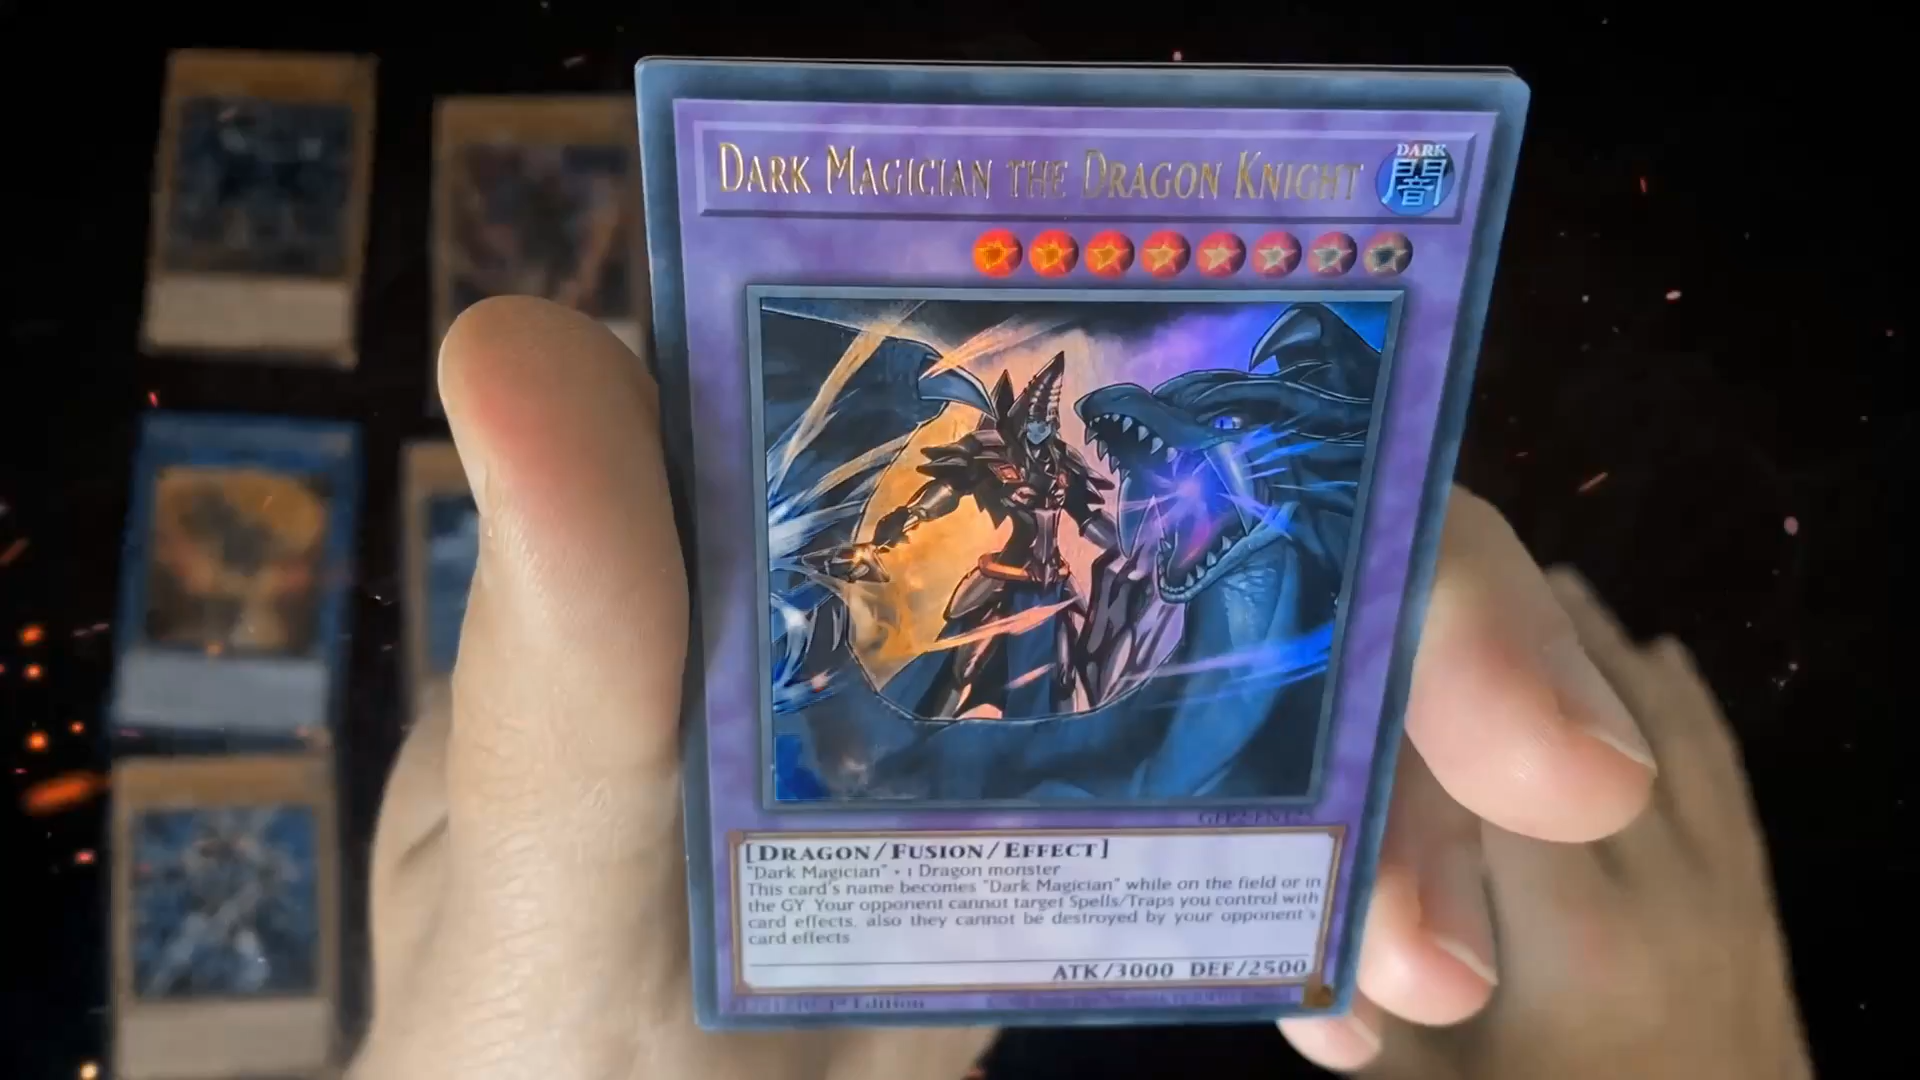 DARK MAGICIAN THE DRAGON KNIGHT
DARK
闇
[DRAGON/FUSION/EFFECT]
"Dark Magician" + 1 Dragon monster
This card's name becomes "Dark Magician" while on the field or in
the GY. Your opponent cannot target Spells/Traps you control with
card effects, also they cannot be destroyed by your opponent's
card effects.
ATK/3000 DEF/2500
1st Edition